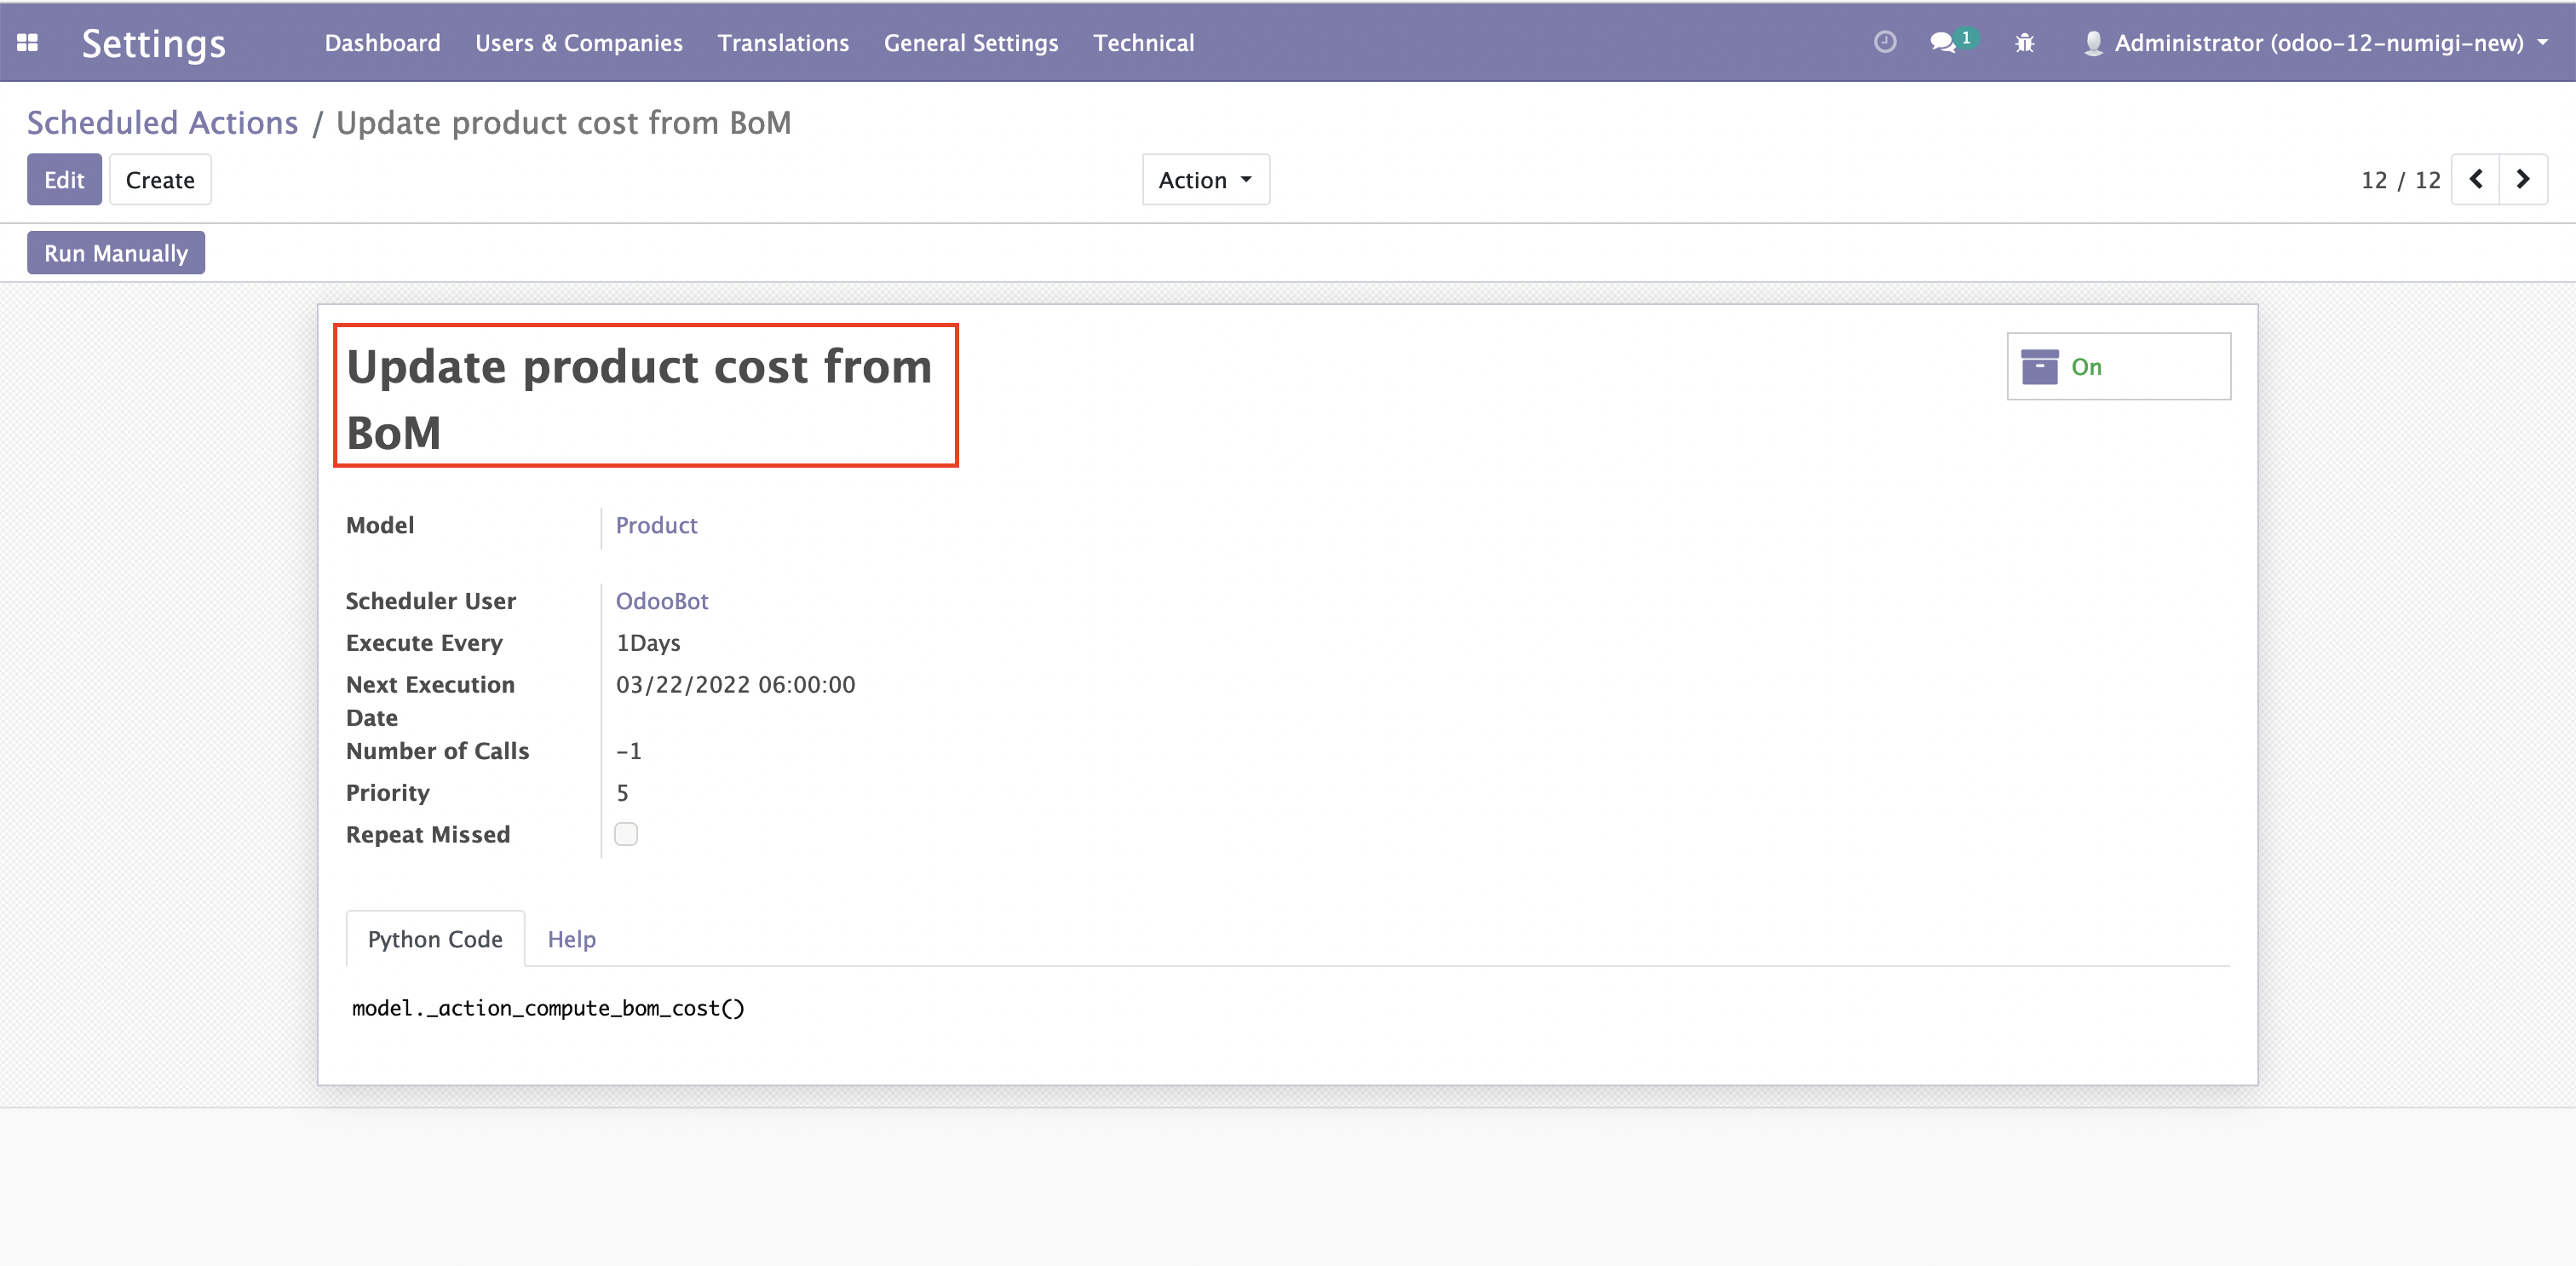 Settings
Dashboard Users & Companies Translations General Settings Technical
1
Administrator (odoo-12-numigi-new)
Scheduled Actions / Update product cost from BoM
Edit Create
Action
12 / 12
Run Manually
Update product cost from
BoM
On
Model Product
Scheduler User OdooBot
Execute Every 1Days
Next Execution 03/22/2022 06:00:00
Date
Number of Calls -1
Priority 5
Repeat Missed
Python Code Help
model._action_compute_bom_cost()